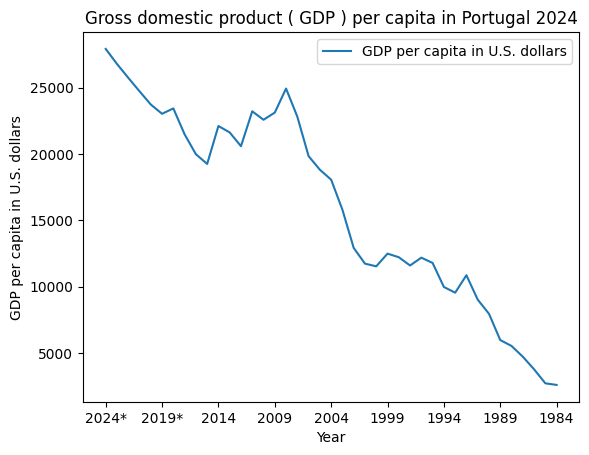 Gross domestic product ( GDP ) per capita in Portugal 2024
GDP per capita in U.S. dollars
GDP per capita in U.S. dollars
25000
20000
15000
10000
5000
2024* 2019* 2014 2009 2004 1999 1994 1989 1984
Year